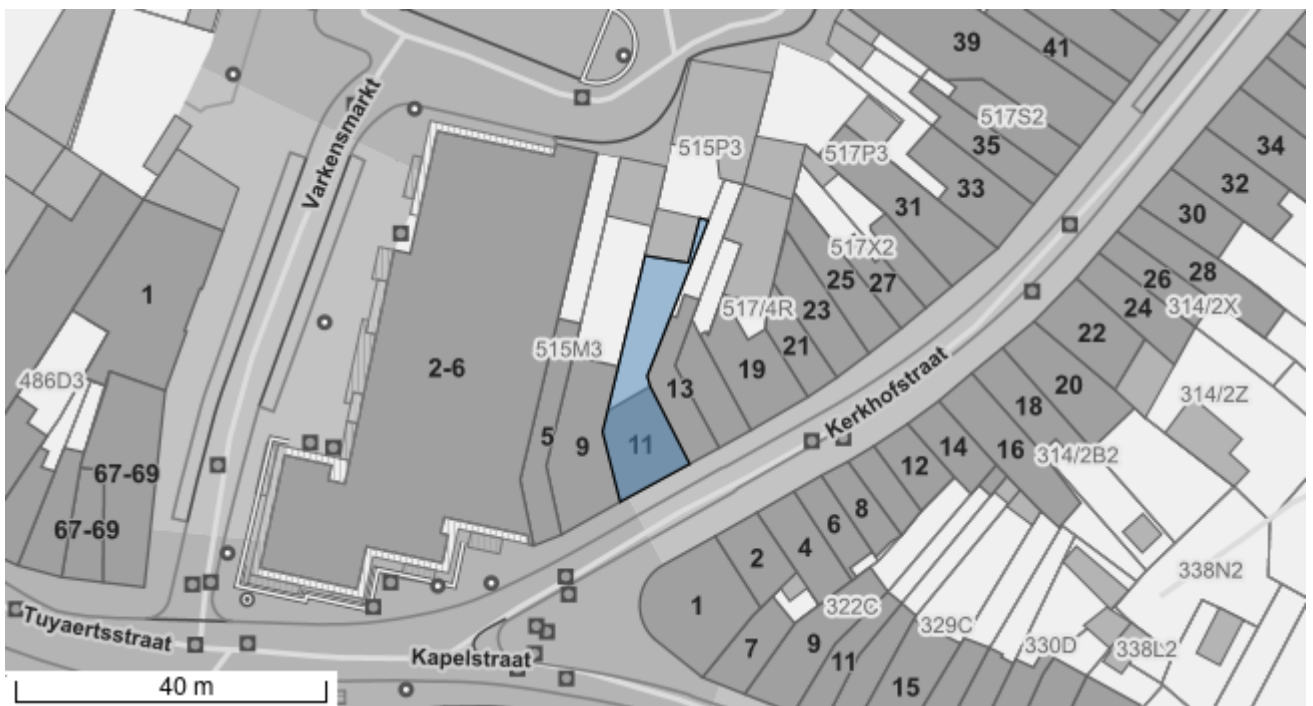 39
41
517S2
515P3
517P3
35
34
33
32
Varkensmarkt
31
30
517X2
25
27
28
26
1
23
24
314/2X
517/4R
22
515M3
21
2-6
19
13
20
486D3
Kerkhofstraat
18
314/2Z
5
9
11
14
16
314/2B2
67-69
12
8
6
67-69
4
2
338N2
1
322C
329C
Tuyaertsstraat
7
9
330D
338L2
Kapelstraat
11
15
40 m